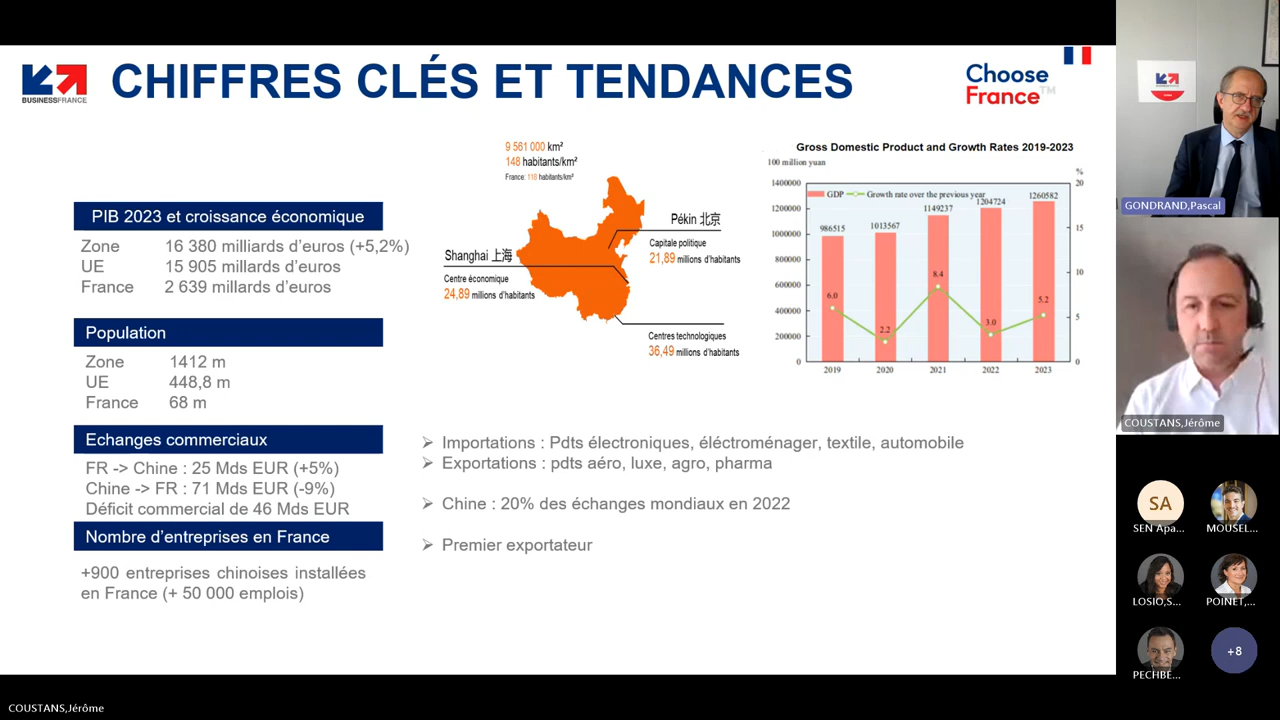 BUSINESSFRANCE
CHIFFRES CLÉS ET TENDANCES
Choose
France™
PIB 2023 et croissance économique
Zone 16 380 milliards d'euros (+5,2%)
UE 15 905 millards d'euros
France 2 639 millards d'euros
Population
Zone 1412 m
UE 448,8 m
France 68 m
Echanges commerciaux
FR -> Chine : 25 Mds EUR (+5%)
Chine -> FR : 71 Mds EUR (-9%)
Déficit commercial de 46 Mds EUR
Nombre d'entreprises en France
+900 entreprises chinoises installées
en France (+ 50 000 emplois)
9 561 000 km²
148 habitants/km²
France: 118 habitants/km²
Pékin 北京
Capitale politique
21,89 millions d'habitants
Shanghai 上海
Centre économique
24,89 millions d'habitants
Centres technologiques
36,49 millions d'habitants
Gross Domestic Product and Growth Rates 2019-2023
100 million yuan
%
GDP Growth rate over the previous year
1400000
1200000
1000000
800000
600000
400000
200000
0
20
15
10
5
0
986515
1013567
1149237
1204724
1260582
6.0
2.2
8.4
3.0
5.2
2019 2020 2021 2022 2023
➢ Importations : Pdts électroniques, éléctroménager, textile, automobile
➢ Exportations : pdts aéro, luxe, agro, pharma
➢ Chine : 20% des échanges mondiaux en 2022
➢ Premier exportateur
GONDRAND,Pascal
COUSTANS,Jérôme
SA
SEN Apa...
MOUSEL...
LOSIO,S...
POINET,...
PECHBE...
+8
COUSTANS,Jérôme